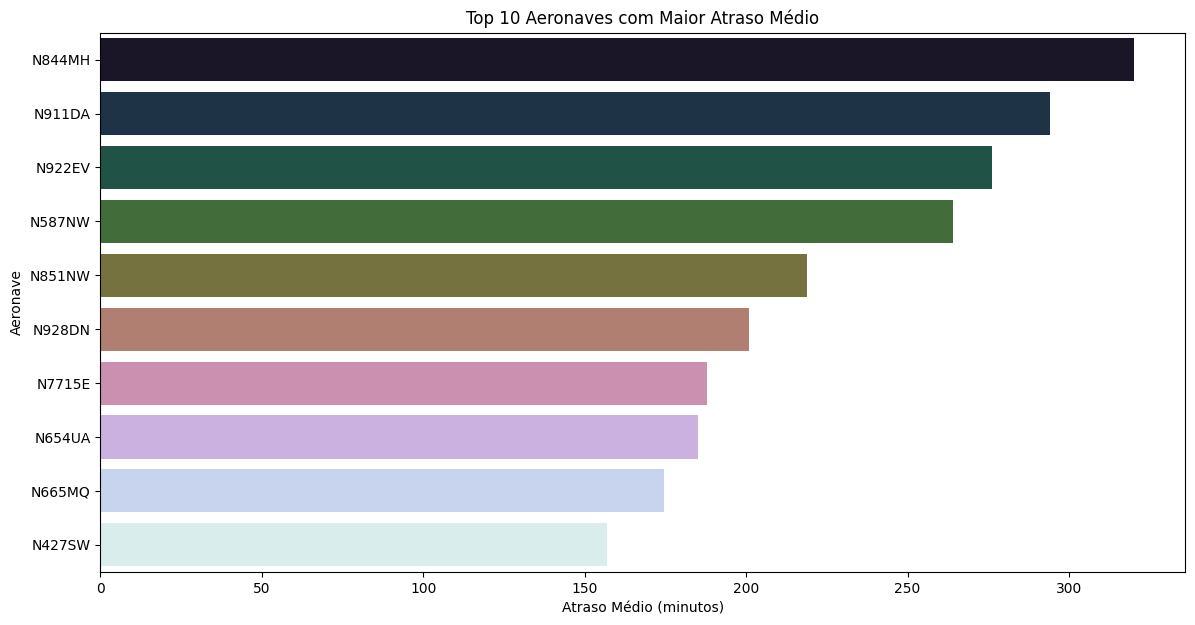 Top 10 Aeronaves com Maior Atraso Médio
Aeronave
N844MH
N911DA
N922EV
N587NW
N851NW
N928DN
N7715E
N654UA
N665MQ
N427SW
0 50 100 150 200 250 300
Atraso Médio (minutos)